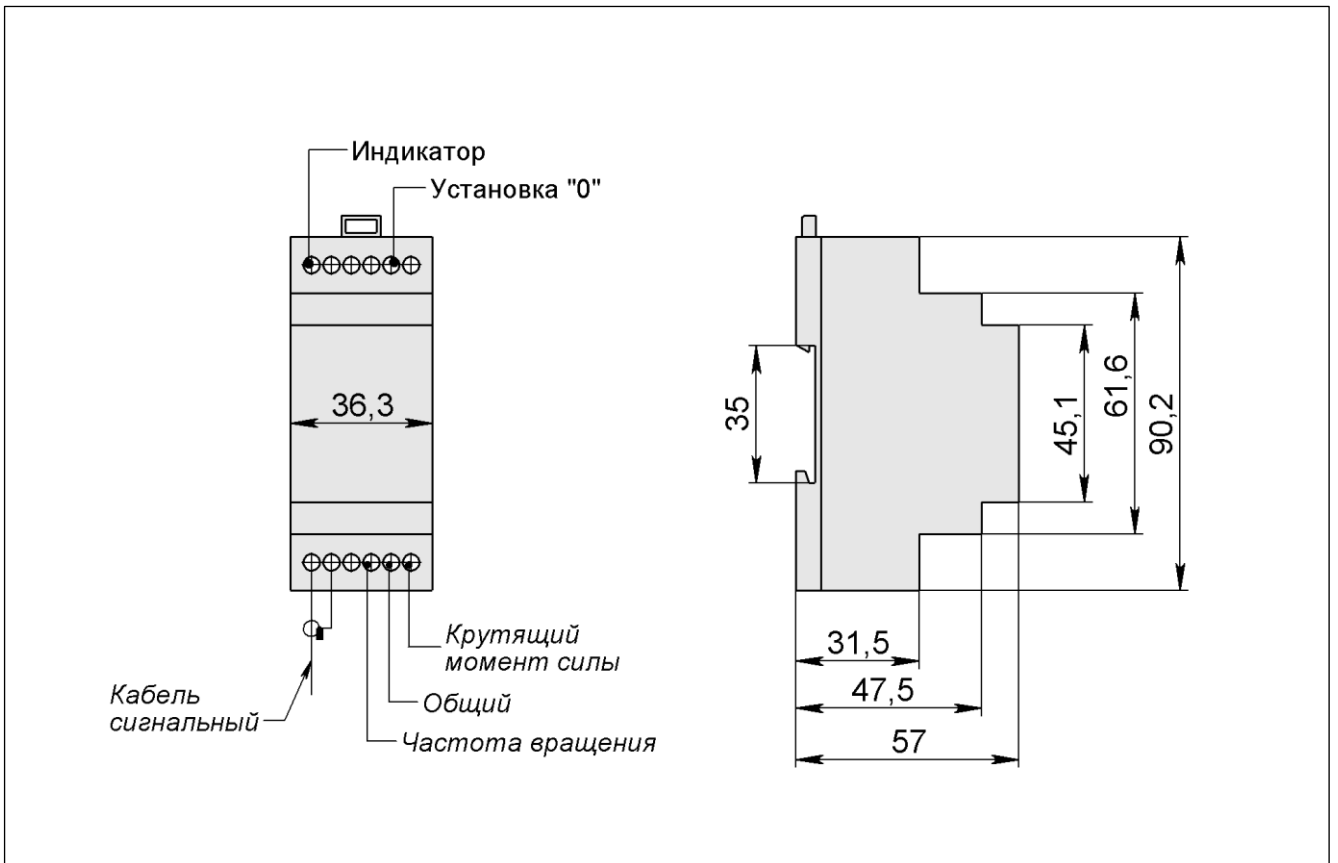 Индикатор
Установка "0"
36,3
Крутящий
момент силы
Общий
Частота вращения
Кабель
сигнальный
35
45,1
61,6
90,2
31,5
47,5
57